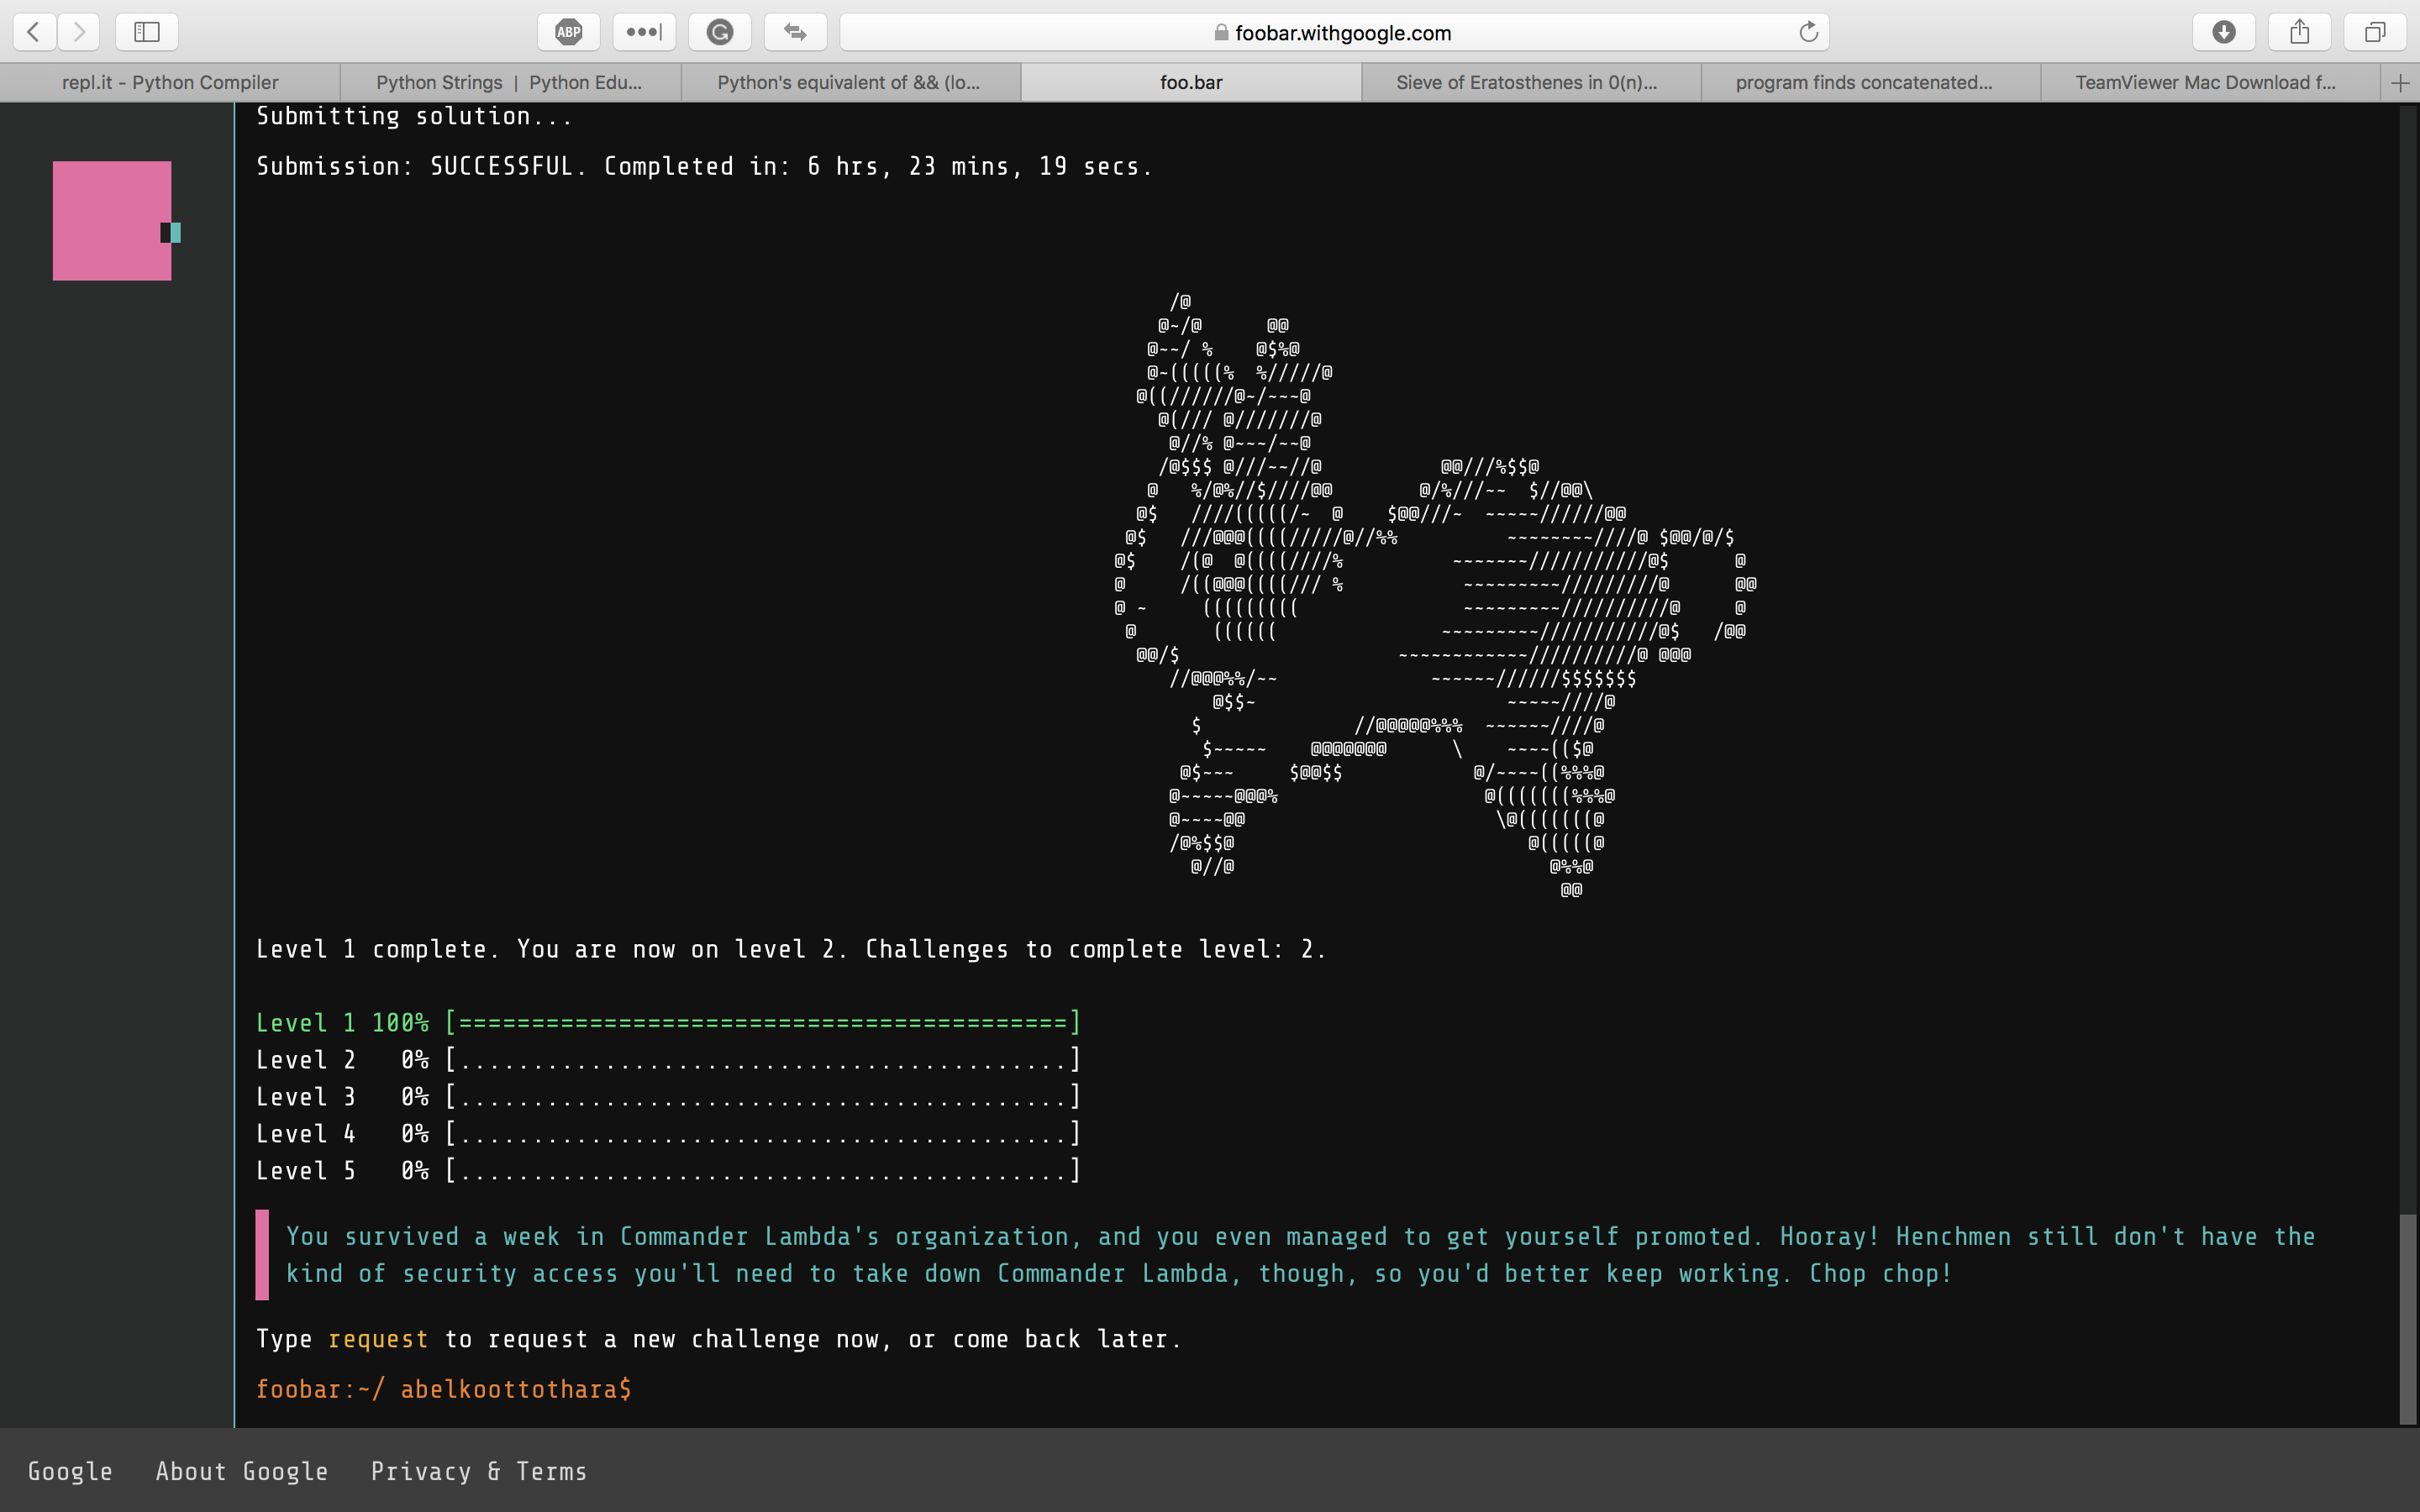 ABP
foobar.withgoogle.com
repl.it - Python Compiler
Python Strings | Python Edu...
Python's equivalent of && (lo...
foo.bar
Sieve of Eratosthenes in 0(n)...
program finds concatenated...
TeamViewer Mac Download f...
Submitting solution...
Submission: SUCCESSFUL. Completed in: 6 hrs, 23 mins, 19 secs.
Level 1 complete. You are now on level 2. Challenges to complete level: 2.
Level 1 100% [==========================================]
Level 2 0% [..........................................]
Level 3 0% [..........................................]
Level 4 0% [..........................................]
Level 5 0% [..........................................]
You survived a week in Commander Lambda's organization, and you even managed to get yourself promoted. Hooray! Henchmen still don't have the
kind of security access you'll need to take down Commander Lambda, though, so you'd better keep working. Chop chop!
Type request to request a new challenge now, or come back later.
foobar:~/ abelkoottothara$
Google About Google Privacy & Terms